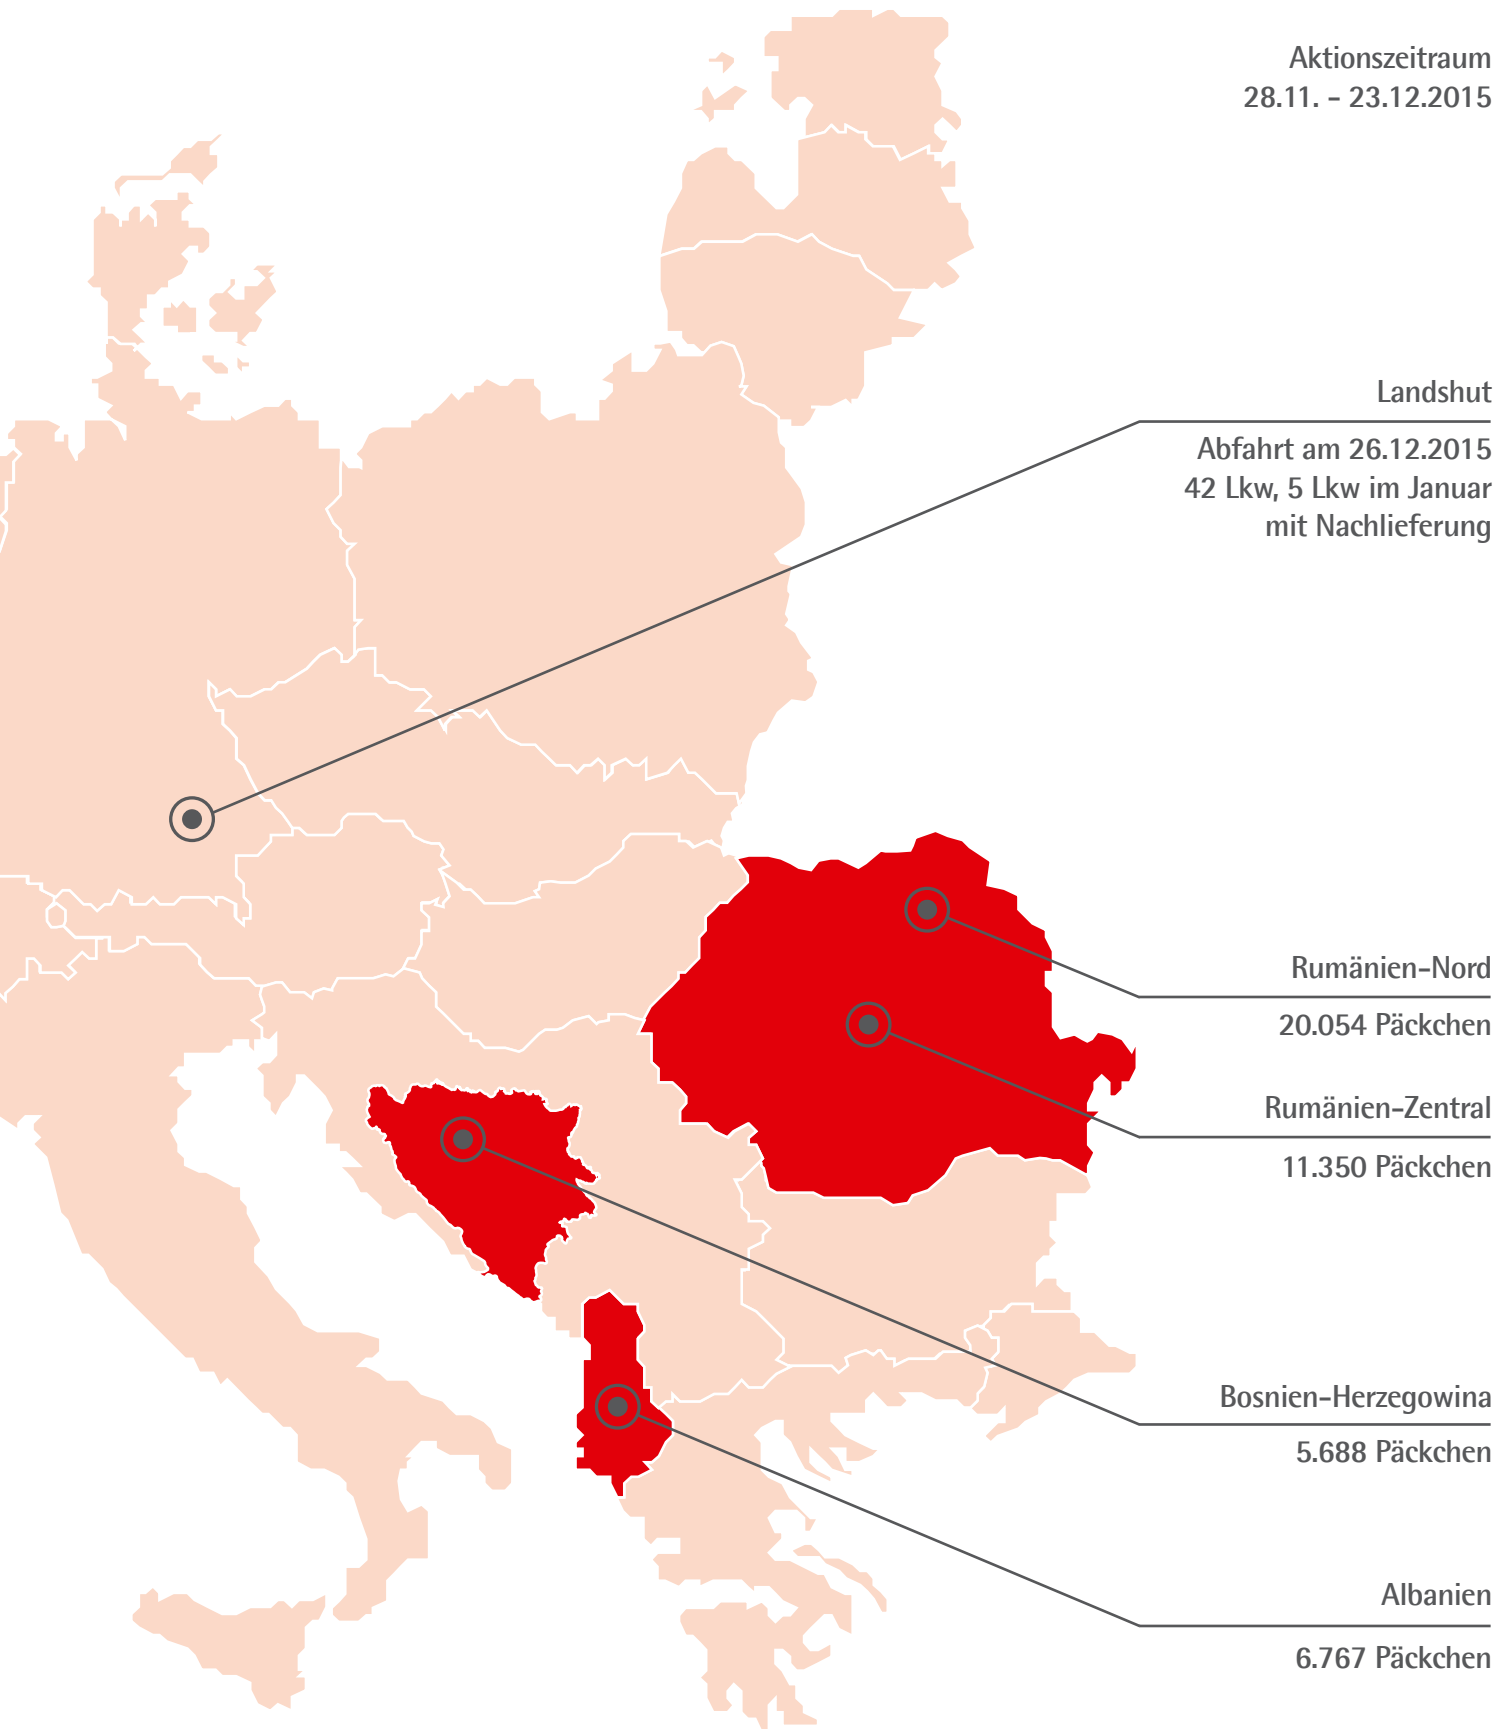 Aktionszeitraum
28.11. - 23.12.2015
Landshut
Abfahrt am 26.12.2015
42 Lkw, 5 Lkw im Januar
mit Nachlieferung
Rumänien-Nord
20.054 Päckchen
Rumänien-Zentral
11.350 Päckchen
Bosnien-Herzegowina
5.688 Päckchen
Albanien
6.767 Päckchen